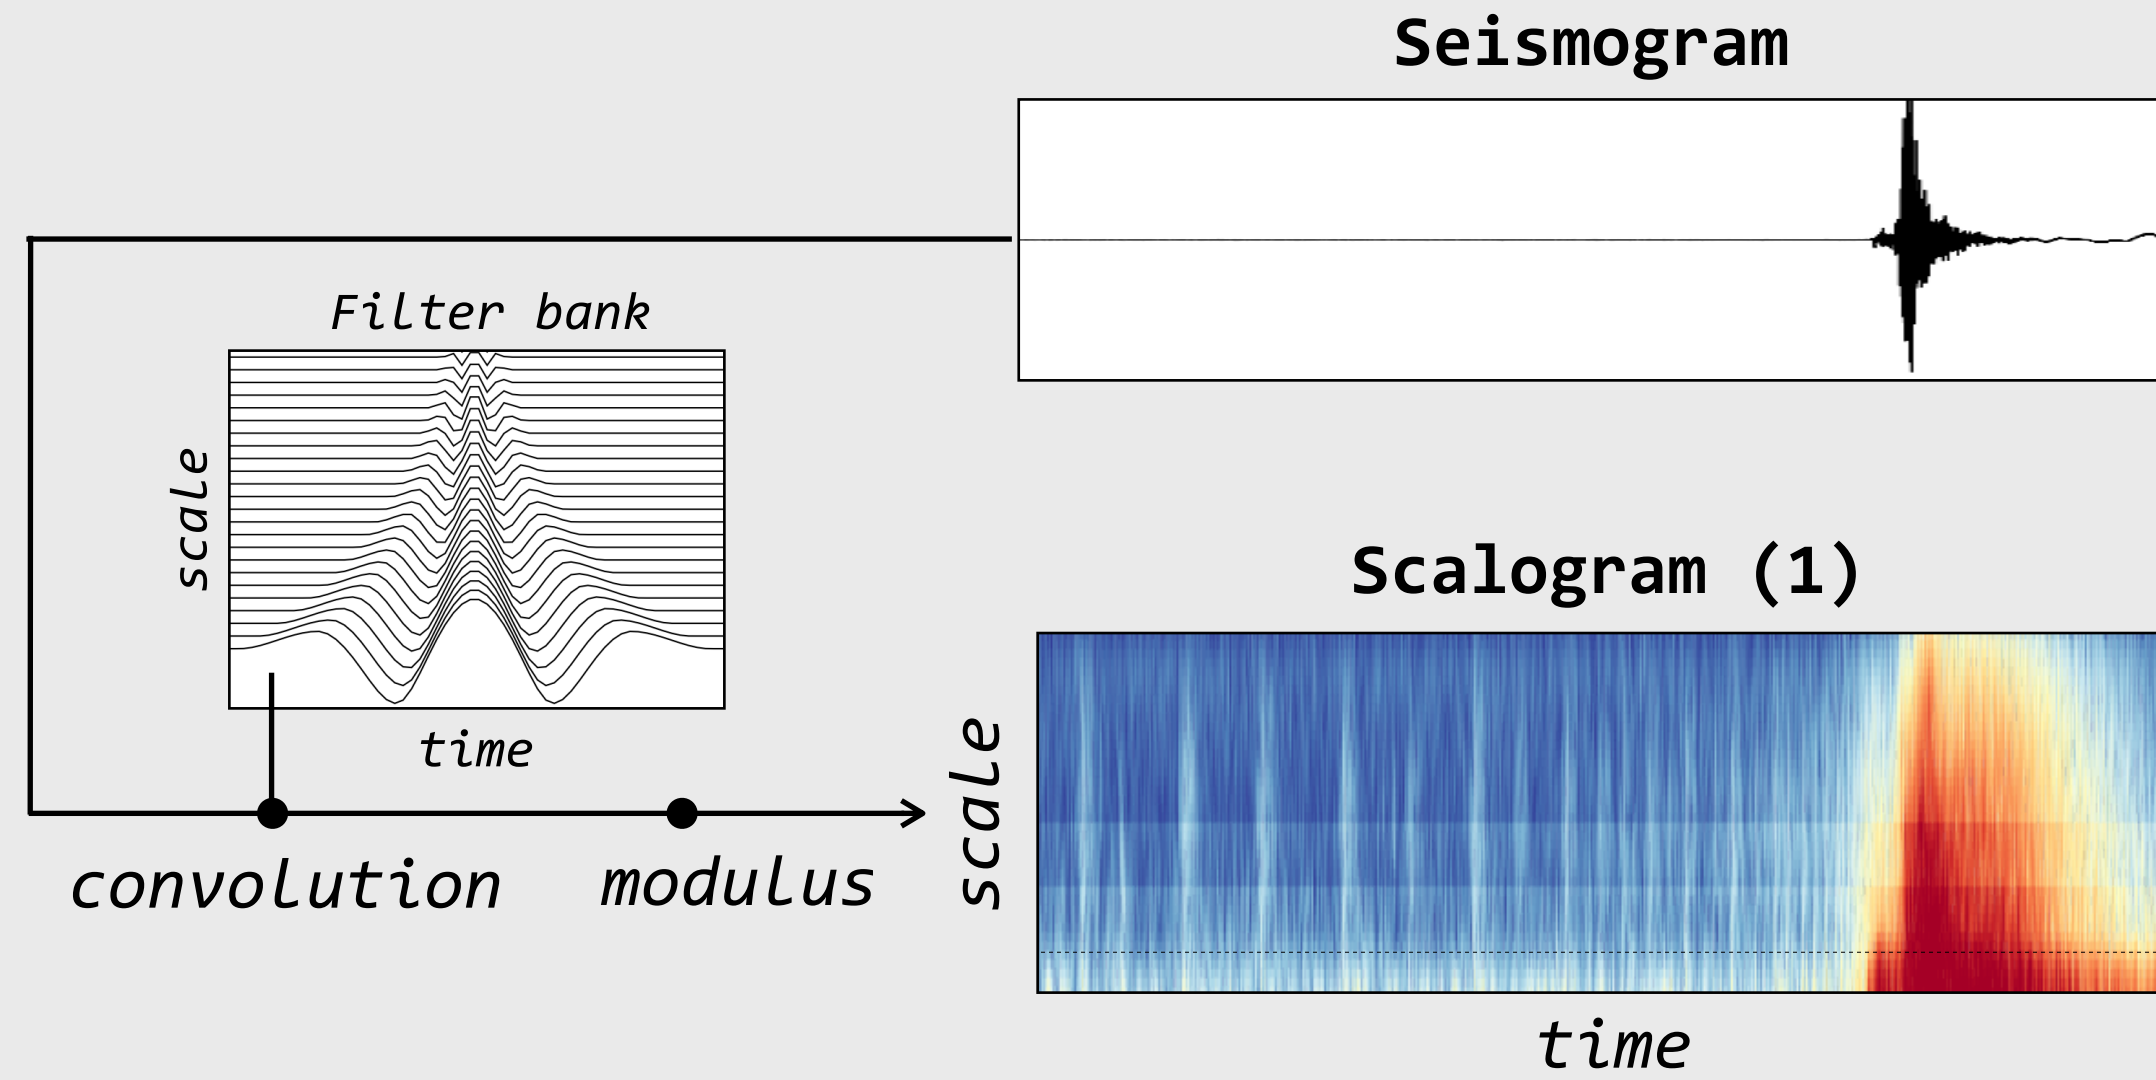 Seismogram
Filter bank
scale
time
convolution
modulus
Scalogram (1)
scale
time